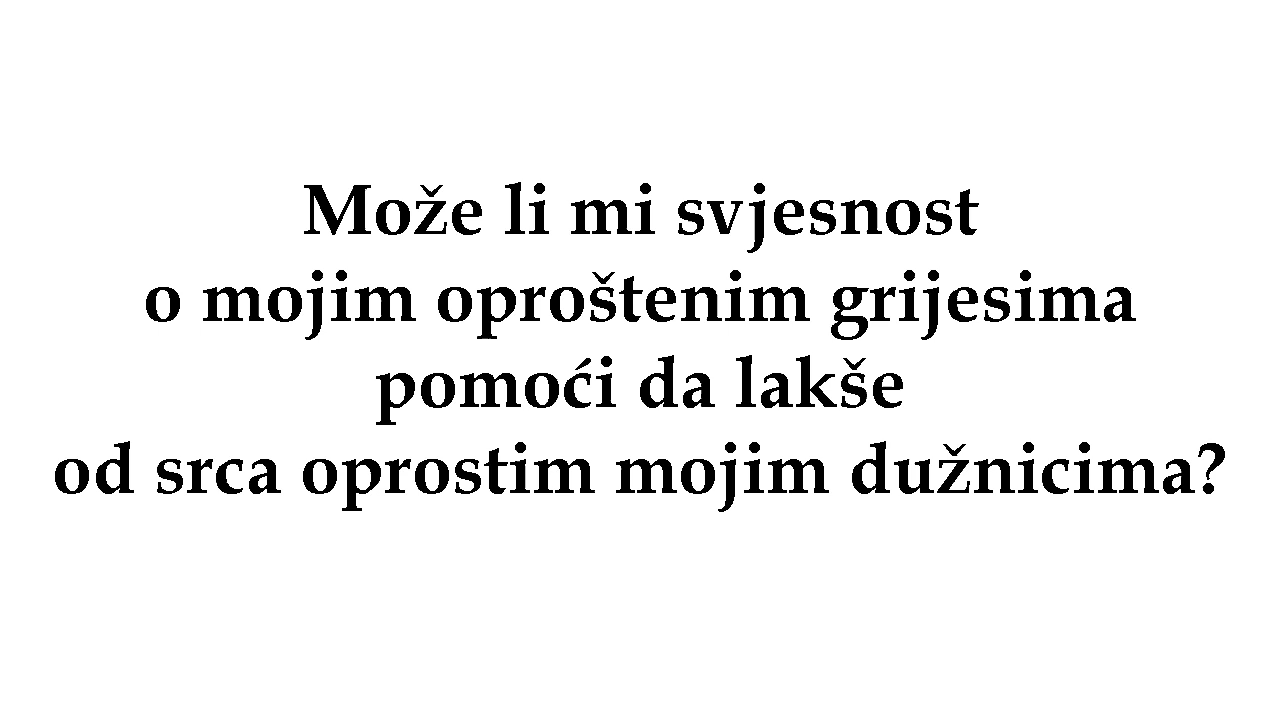 Može li mi svjesnost
o mojim oproštenim grijesima
pomoći da lakše
od srca oprostim mojim dužnicima?